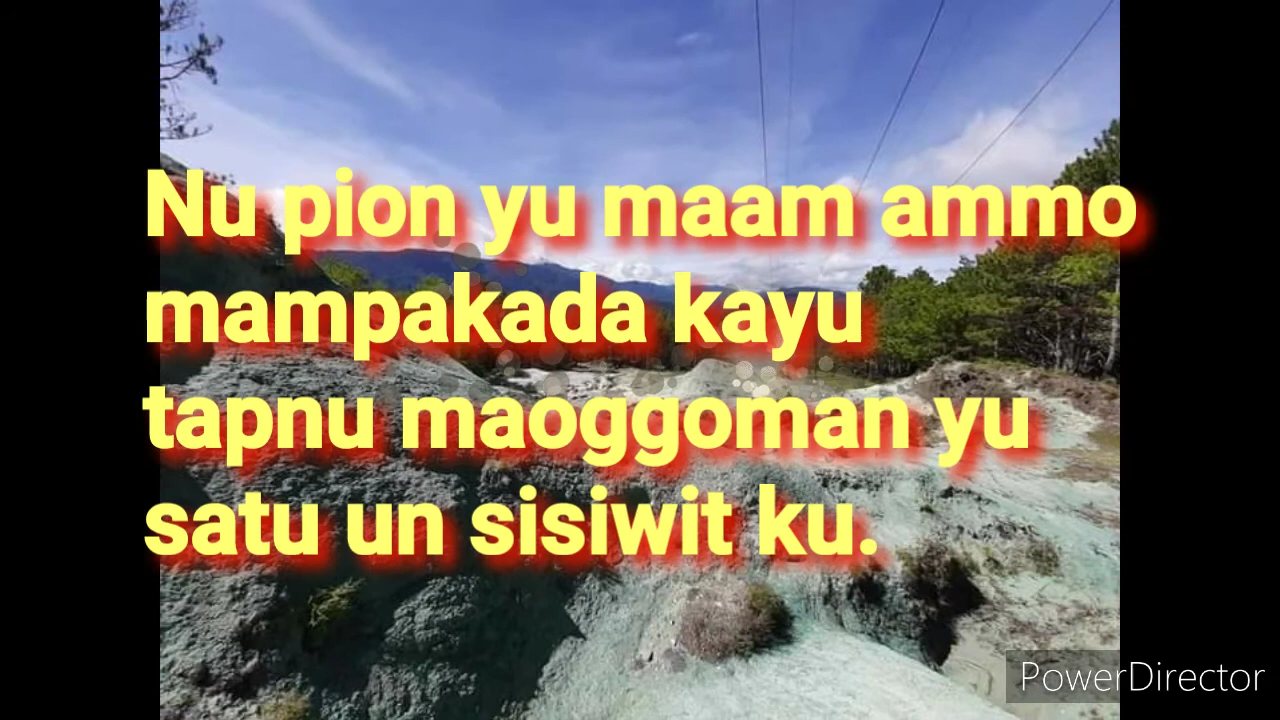 Nu pion yu maam ammo
mampakada kayu
tapnu maoggoman yu
satu un sisiwit ku.
PowerDirector